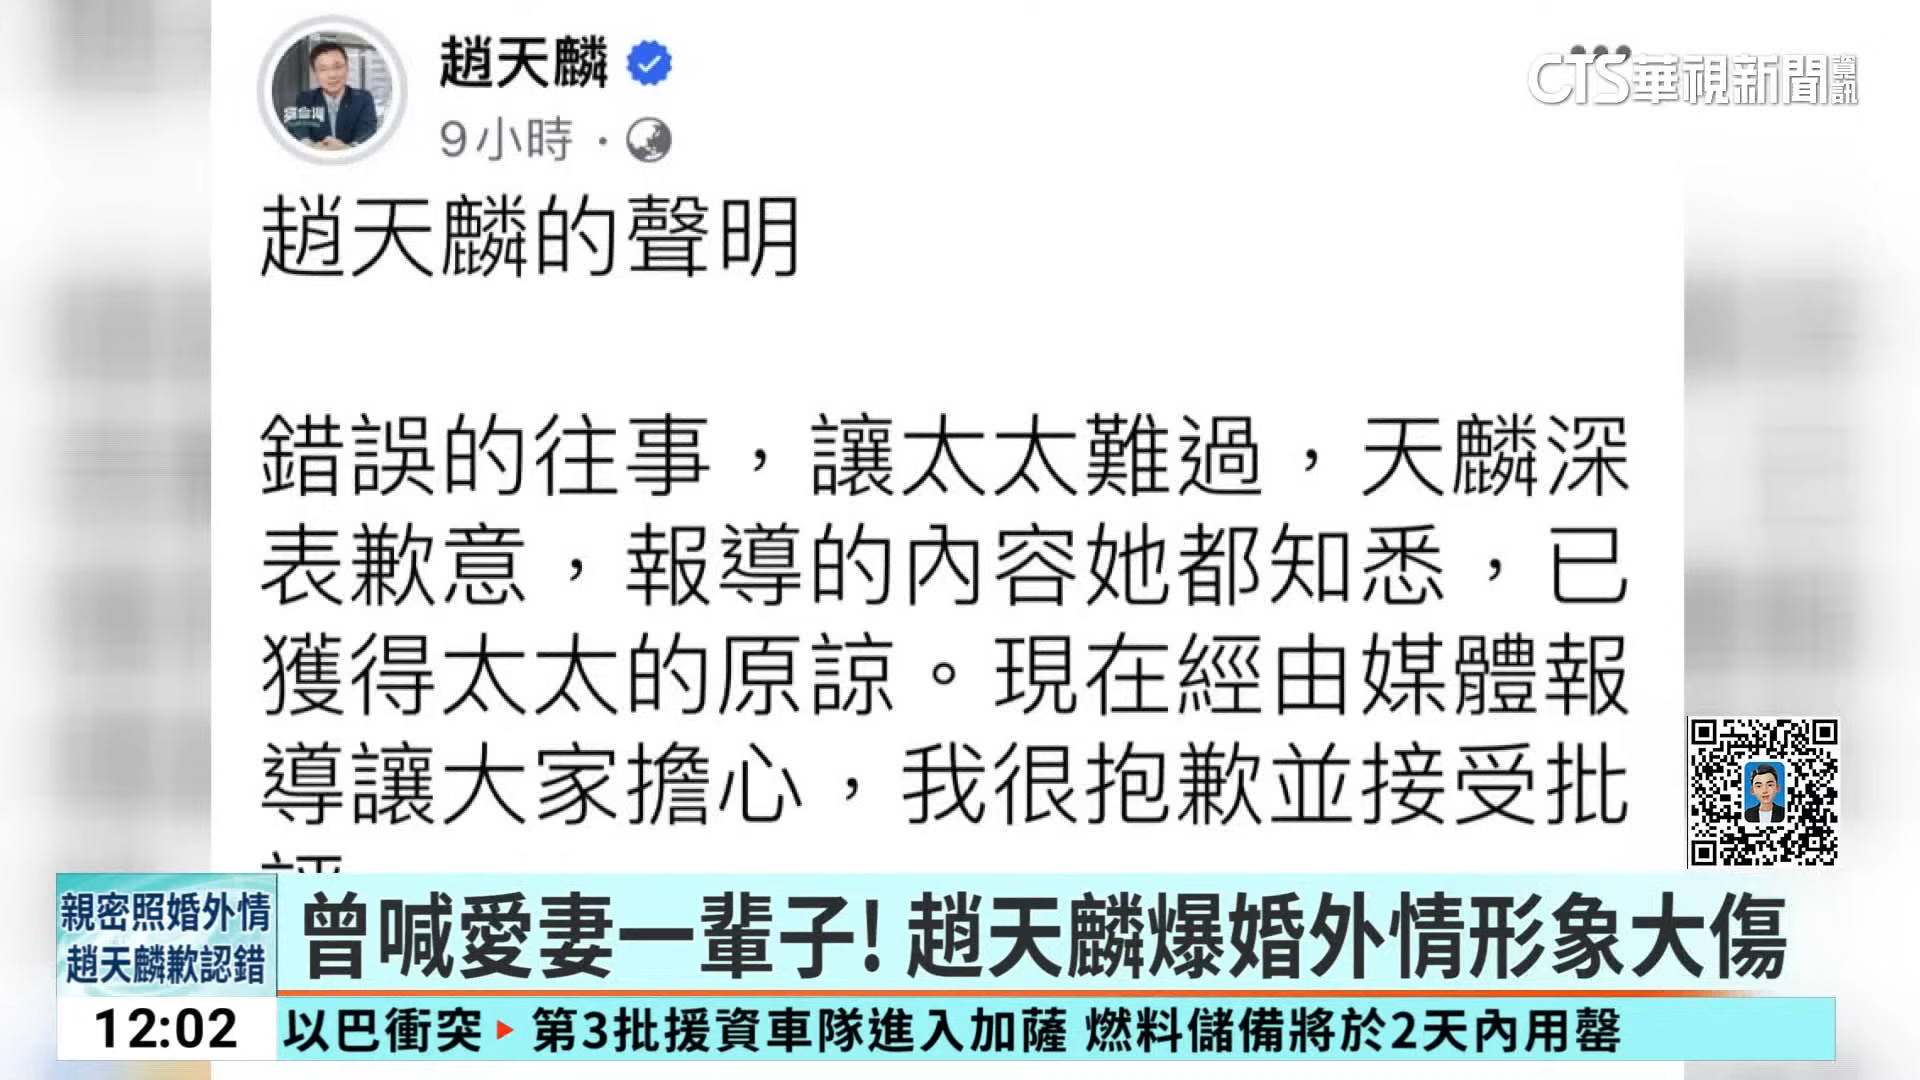 趙天麟
9小時
CTS華視新聞資訊
趙天麟的聲明
錯誤的往事，讓太太難過，天麟深
表歉意，報導的內容她都知悉，已
獲得太太的原諒。現在經由媒體報
導讓大家擔心，我很抱歉並接受批
親密照婚外情
趙天麟歉認錯
曾喊愛妻一輩子!趙天麟爆婚外情形象大傷
12:02
以巴衝突▶第3批援資車隊進入加薩 燃料儲備將於2天內用罄